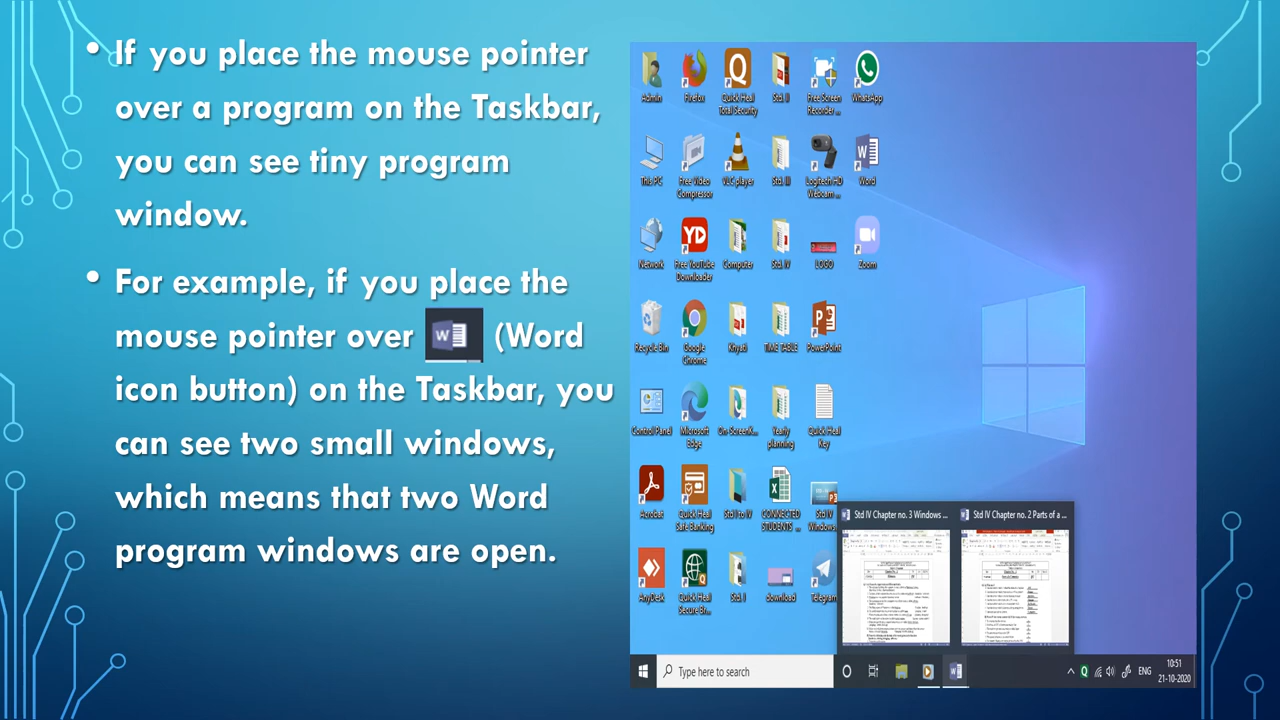 • If you place the mouse pointer
over a program on the Taskbar,
you can see tiny program
window.
• For example, if you place the
mouse pointer over W (Word
icon button) on the Taskbar, you
can see two small windows,
which means that two Word
program windows are open.
Admin Firefox Quick Heal Total Security Std II Free Screen Recorder ... WhatsApp
This PC Free Video Compressor VLC player Std III Logitech HD Webcam ... Word
Network Free YouTube Downloader Computer Std IV LOGO Zoom
Recycle Bin Google Chrome Khyati TIME TABLE PowerPoint
Control Panel Microsoft Edge On-ScreenK... Yearly planning Quick Heal Key
Acrobat Quick Heal Safe Banking Std I to IV CONNECTED STUDENTS ... Std IV Windows...
AnyDesk Quick Heal Secure Br... Std I download Telegram
Std IV Chapter no. 3 Windows ... Std IV Chapter no. 2 Parts of a ...
Type here to search ENG 10:51
21-10-2020